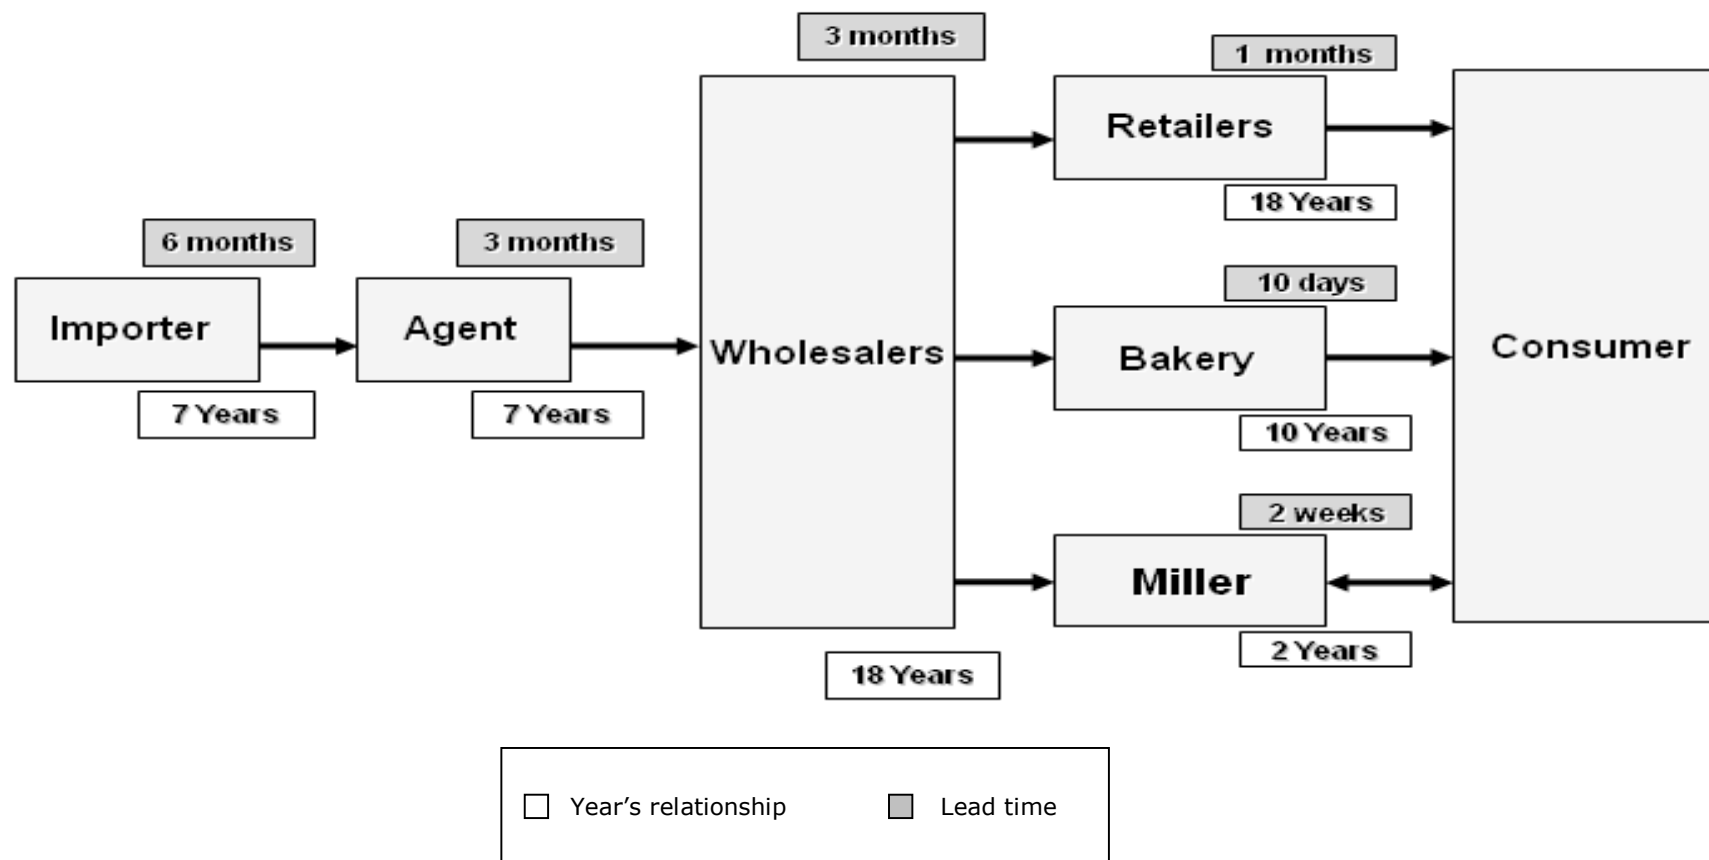 3 months
1 months
Retailers
18 Years
6 months
3 months
Importer
Agent
7 Years
7 Years
Wholesalers
10 days
Bakery
10 Years
Consumer
2 weeks
Miller
2 Years
18 Years
Year’s relationship
Lead time